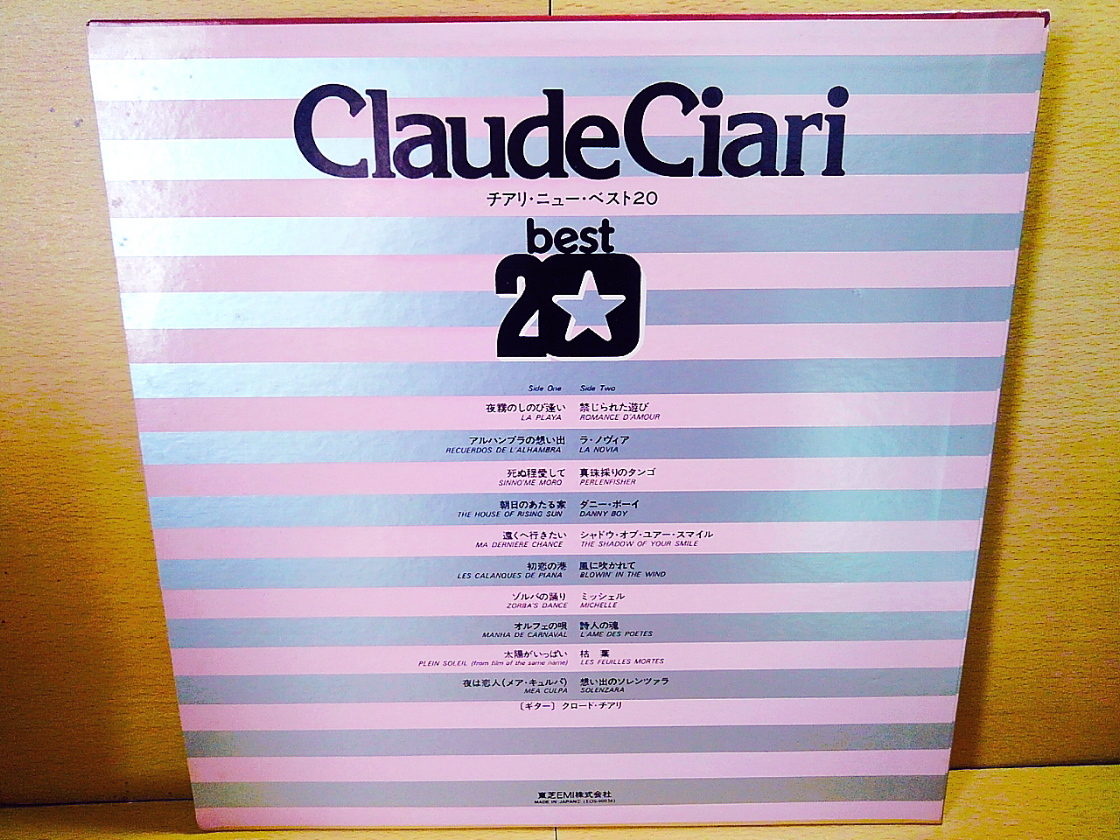 Claude Ciari
チアリ・ニュー・ベスト20
best
20
Side One Side Two
夜霧のしのび逢い 禁じられた遊び
LA PLAYA ROMANCE D'AMOUR
アルハンブラの想い出 ラ・ノヴィア
RECUERDOS DE L'ALHAMBRA LA NOVIA
死ぬ程愛して 真珠採りのタンゴ
SINNO'ME MORO PERLENFISHER
朝日のあたる家 ダニー・ボーイ
THE HOUSE OF RISING SUN DANNY BOY
遠くへ行きたい シャドウ・オブ・ユアー・スマイル
MA DERNIERE CHANCE THE SHADOW OF YOUR SMILE
初恋の港 風に吹かれて
LES CALANQUES DE PIANA BLOWIN' IN THE WIND
ゾルバの踊り ミッシェル
ZORBA'S DANCE MICHELLE
オルフェの唄 詩人の魂
MANHA DE CARNAVAL L'AME DES POETES
太陽がいっぱい 枯葉
PLEIN SOLEIL (from film of the same name) LES FEUILLES MORTES
夜は恋人(メア・キュルパ) 想い出のソレンツァラ
MEA CULPA SOLENZARA
〔ギター〕クロード・チアリ
東芝EMI株式会社
MADE IN JAPAN